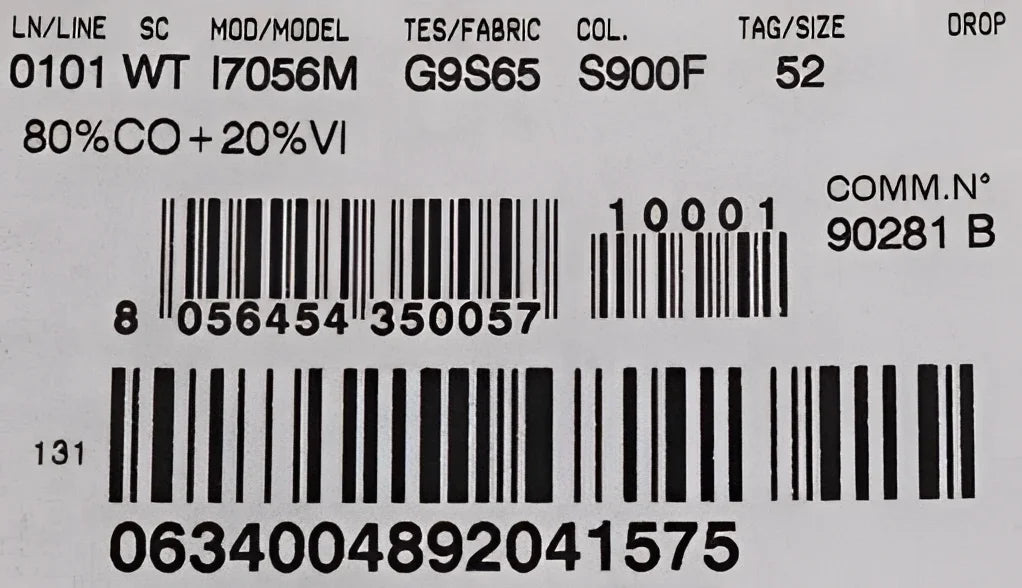 LN/LINE SC MOD/MODEL TES/FABRIC COL. TAG/SIZE DROP
0101 WT I7056M G9S65 S900F 52
80%CO+20%VI
COMM.N°
90281 B
10001
8 056454 350057
131
0634004892041575